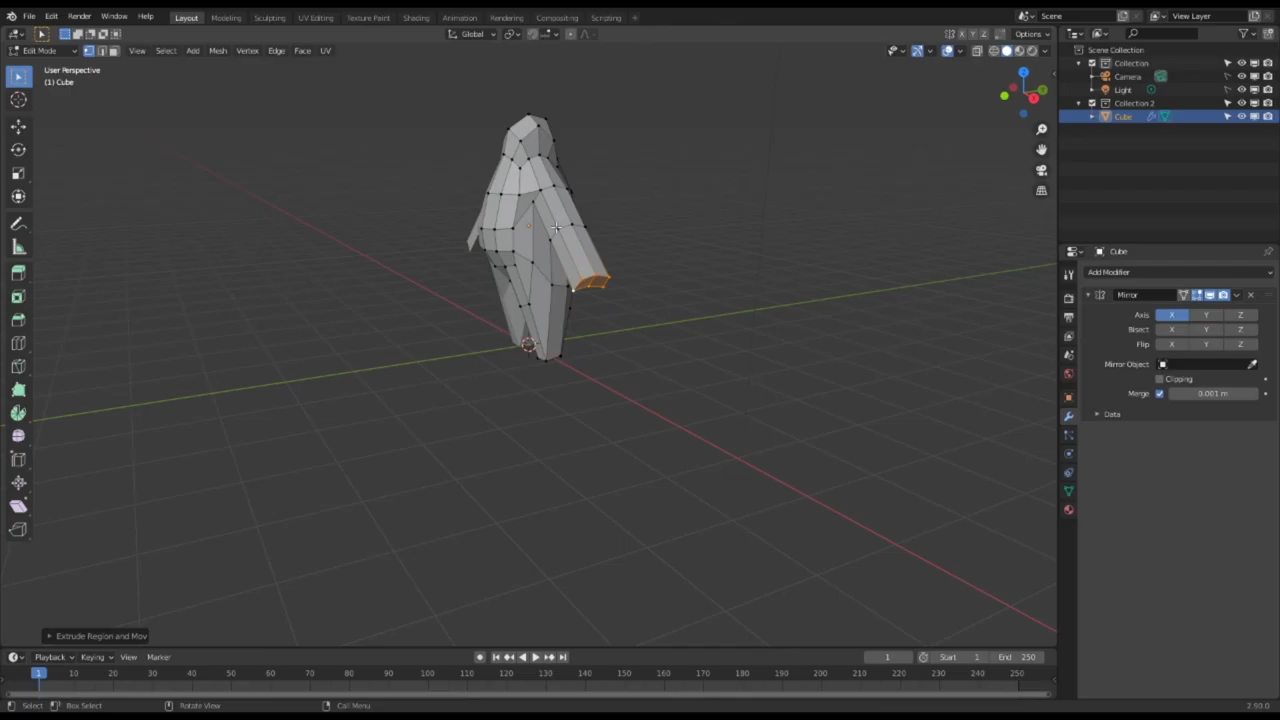 File Edit Render Window Help Layout Modeling Sculpting UV Editing Texture Paint Shading Animation Rendering Compositing Scripting + Scene View Layer
Global Options
Edit Mode View Select Add Mesh Vertex Edge Face UV X Y Z
User Perspective
(1) Cube
Scene Collection
Collection
Camera
Light
Collection 2
Cube
Cube
Add Modifier
Mirror
Axis X Y Z
Bisect X Y Z
Flip X Y Z
Mirror Object
Clipping
Merge 0.001 m
Data
Extrude Region and Mov
Playback Keying View Marker 1 Start 1 End 250
1 10 20 30 40 50 60 70 80 90 100 110 120 130 140 150 160 170 180 190 200 210 220 230 240 250
Select Box Select Rotate View Call Menu 2.90.0